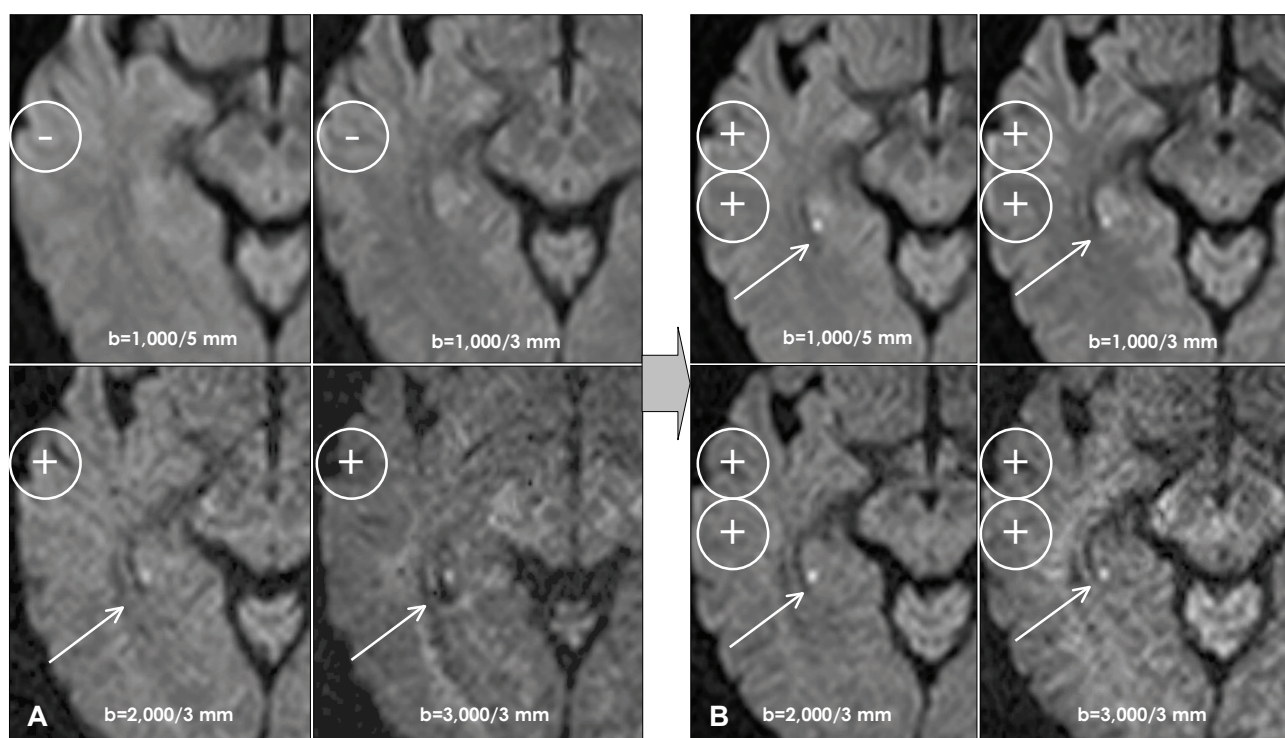 -
-
b=1,000/5 mm
b=1,000/3 mm
+
+
A
b=2,000/3 mm
b=3,000/3 mm
+
+
+
+
b=1,000/5 mm
b=1,000/3 mm
+
+
+
+
B
b=2,000/3 mm
b=3,000/3 mm